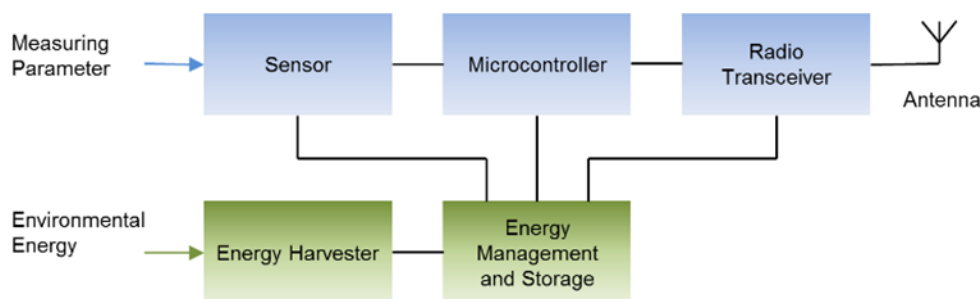 Measuring
Parameter
Sensor
Microcontroller
Radio
Transceiver
Antenna
Environmental
Energy
Energy Harvester
Energy
Management
and Storage